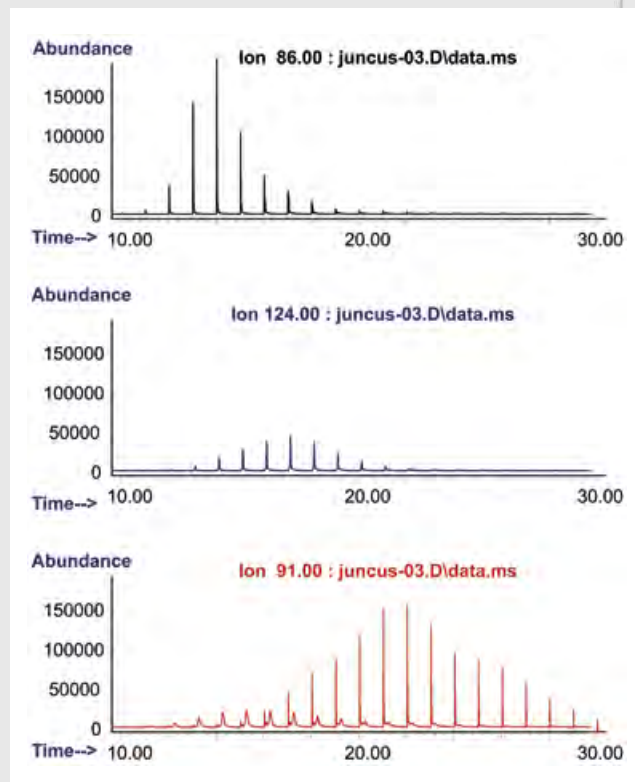 Abundance
Ion 86.00 : juncus-03.D\data.ms
150000
100000
50000
0
Time--> 10.00 20.00 30.00
Abundance
Ion 124.00 : juncus-03.D\data.ms
150000
100000
50000
0
10.00 20.00 30.00
Time-->
Abundance
Ion 91.00 : juncus-03.D\data.ms
150000
100000
50000
0
Time--> 10.00 20.00 30.00